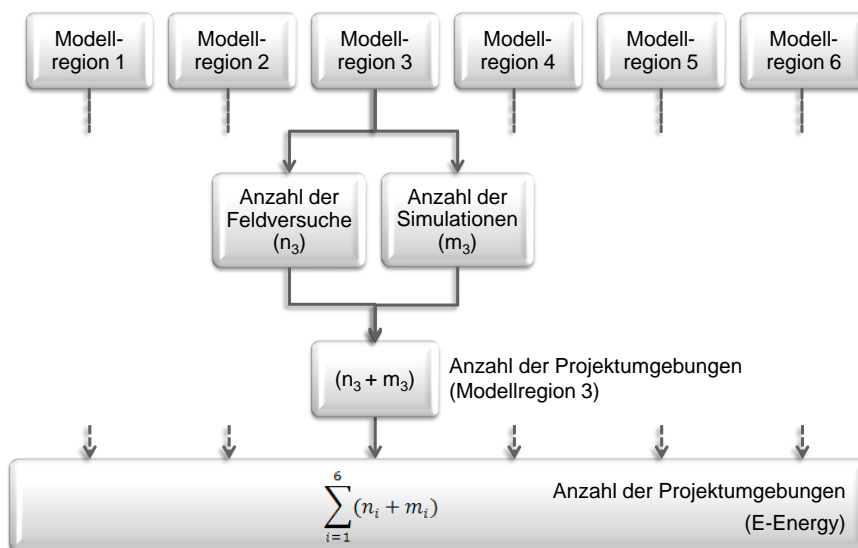 Modell-
region 1
Modell-
region 2
Modell-
region 3
Modell-
region 4
Modell-
region 5
Modell-
region 6
Anzahl der
Feldversuche
(n₃)
Anzahl der
Simulationen
(m₃)
(n₃ + m₃)
Anzahl der Projektumgebungen
(Modellregion 3)
6
∑(nᵢ + mᵢ)
i=1
Anzahl der Projektumgebungen
(E-Energy)